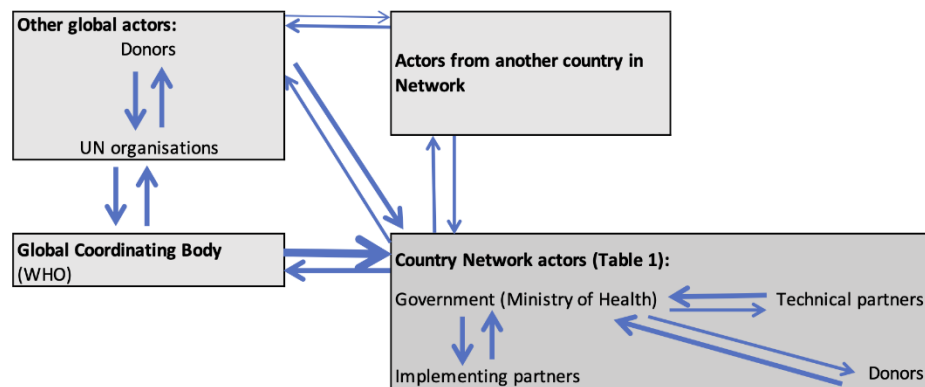 Other global actors:
Donors
UN organisations
Actors from another country in
Network
Global Coordinating Body
(WHO)
Country Network actors (Table 1):
Government (Ministry of Health)
Technical partners
Implementing partners
Donors